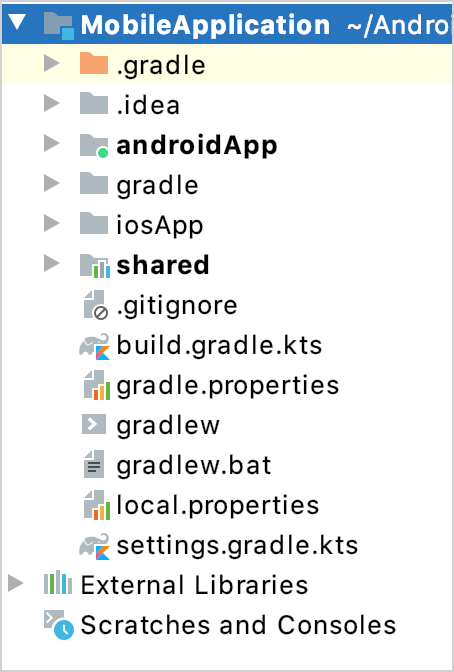 MobileApplication ~/Androi
.gradle
.idea
androidApp
gradle
iosApp
shared
.gitignore
build.gradle.kts
gradle.properties
gradlew
gradlew.bat
local.properties
settings.gradle.kts
External Libraries
Scratches and Consoles